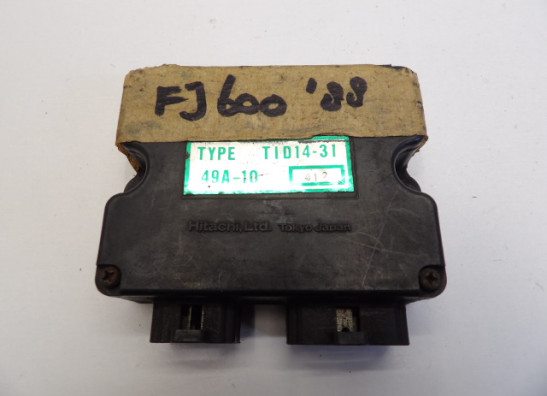 FJ600 '88
TYPE TID14-31
49A-10
Hitachi,Ltd. Tokyo Japan